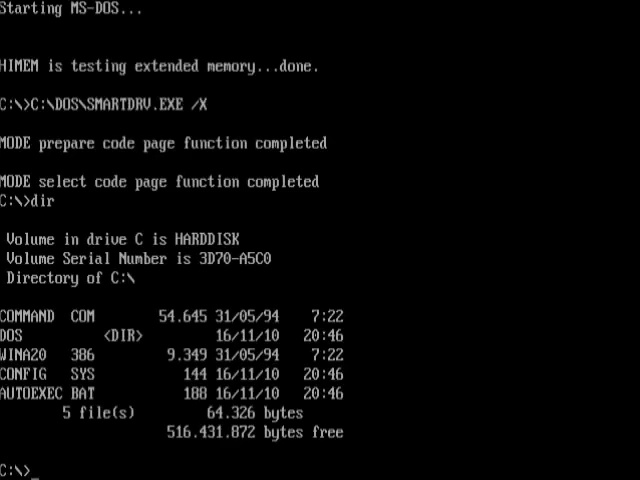 Starting MS-DOS...
HIMEM is testing extended memory...done.
C:\>C:\DOS\SMARTDRV.EXE /X
MODE prepare code page function completed
MODE select code page function completed
C:\>dir
Volume in drive C is HARDDISK
Volume Serial Number is 3D70-A5C0
Directory of C:\
COMMAND  COM        54.645 31/05/94   7:22
DOS          <DIR>         16/11/10  20:46
WINA20   386         9.349 31/05/94   7:22
CONFIG   SYS           144 16/11/10  20:46
AUTOEXEC BAT           188 16/11/10  20:46
5 file(s)         64.326 bytes
516.431.872 bytes free
C:\>_